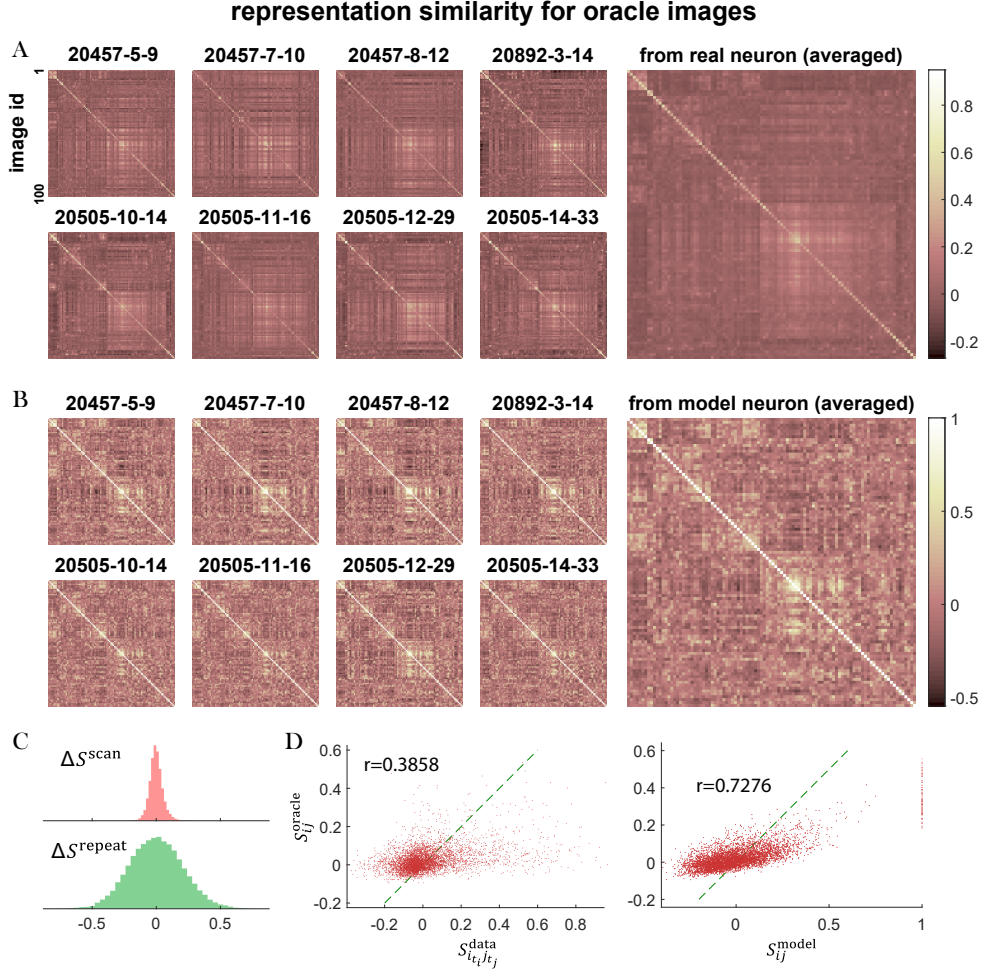 representation similarity for oracle images
A
20457-5-9 20457-7-10 20457-8-12 20892-3-14 from real neuron (averaged)
1
image id
100
20505-10-14 20505-11-16 20505-12-29 20505-14-33
0.8
0.6
0.4
0.2
0
-0.2
B
20457-5-9 20457-7-10 20457-8-12 20892-3-14 from model neuron (averaged)
20505-10-14 20505-11-16 20505-12-29 20505-14-33
1
0.5
0
-0.5
C
ΔS^scan
ΔS^repeat
-0.5 0 0.5
D
r=0.3858
S_ij^oracle
0.6
0.4
0.2
0
-0.2
-0.2 0 0.2 0.4 0.6 0.8
S_{i_{t_i} j_{t_j}}^data
r=0.7276
0.6
0.4
0.2
0
-0.2
0 0.5 1
S_ij^model